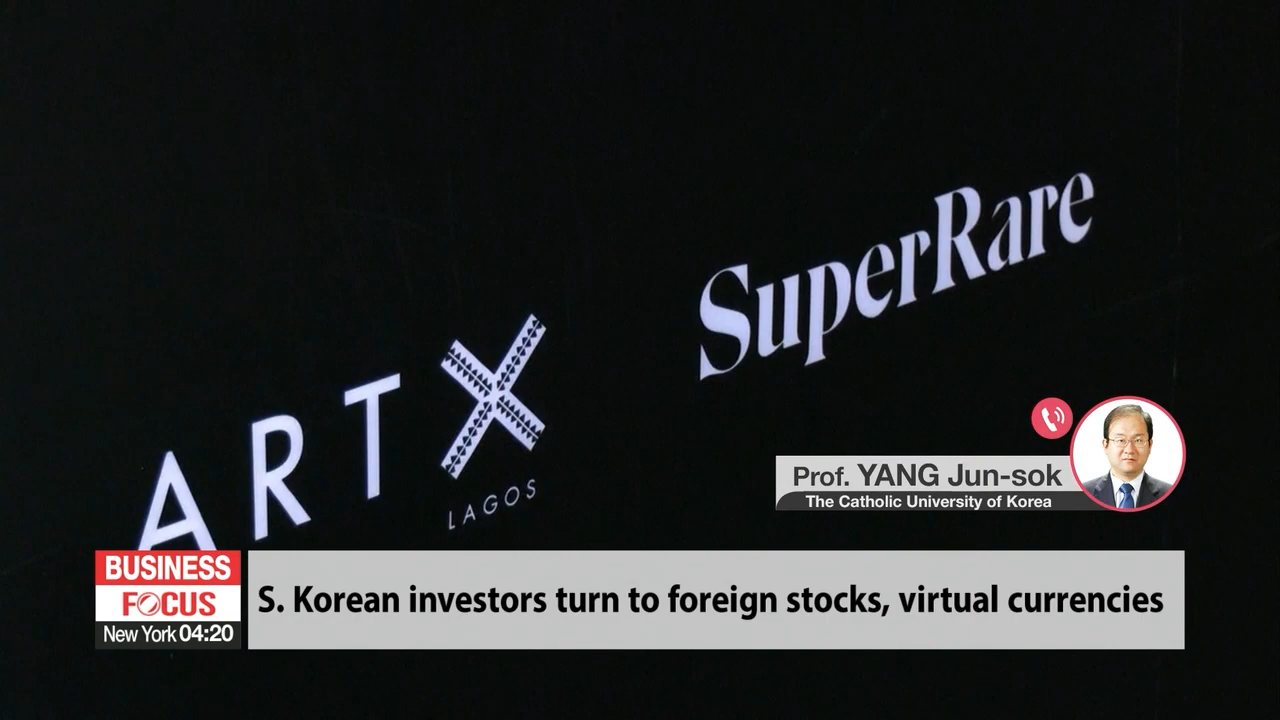 SuperRare
ARTX
LAGOS
Prof. YANG Jun-sok
The Catholic University of Korea
BUSINESS
FOCUS
New York 04:20
S. Korean investors turn to foreign stocks, virtual currencies